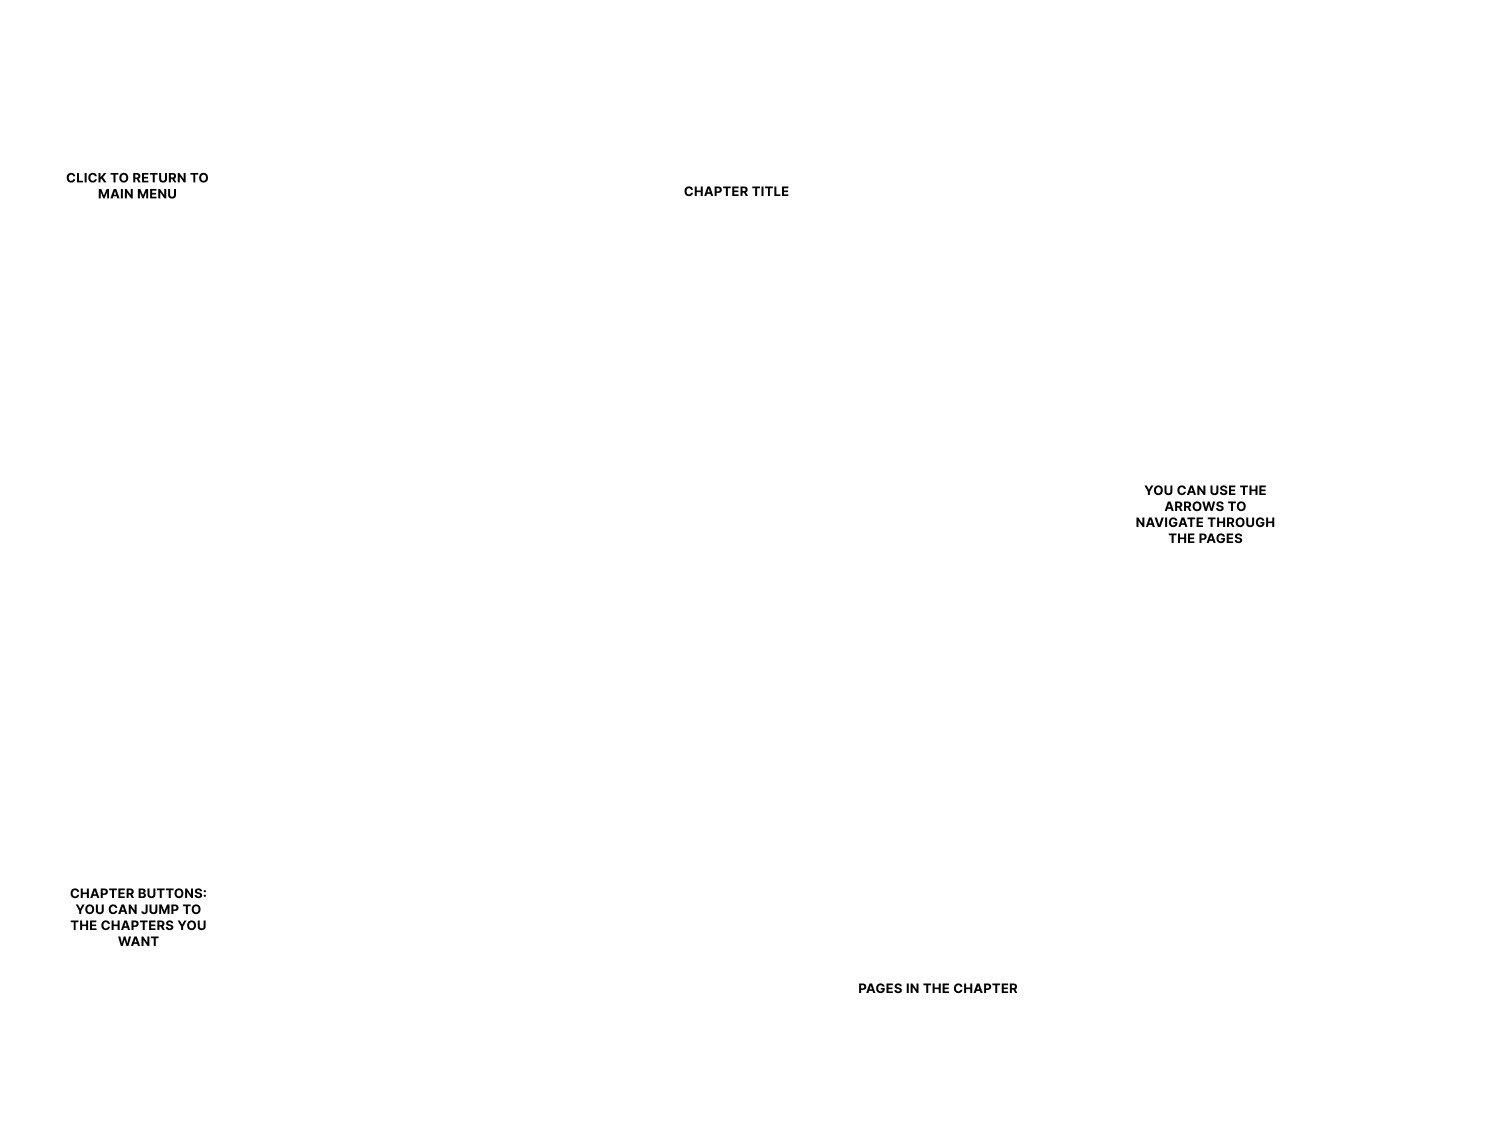 CLICK TO RETURN TO
MAIN MENU
CHAPTER TITLE
YOU CAN USE THE
ARROWS TO
NAVIGATE THROUGH
THE PAGES
CHAPTER BUTTONS:
YOU CAN JUMP TO
THE CHAPTERS YOU
WANT
PAGES IN THE CHAPTER